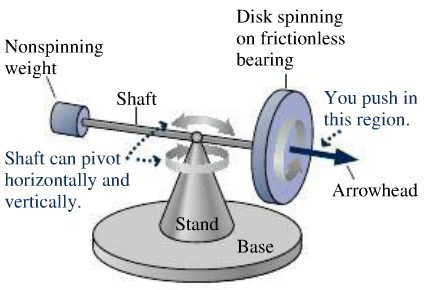 Disk spinning
on frictionless
bearing
Nonspinning
weight
Shaft
You push in
this region.
Shaft can pivot
horizontally and
vertically.
Arrowhead
Stand
Base